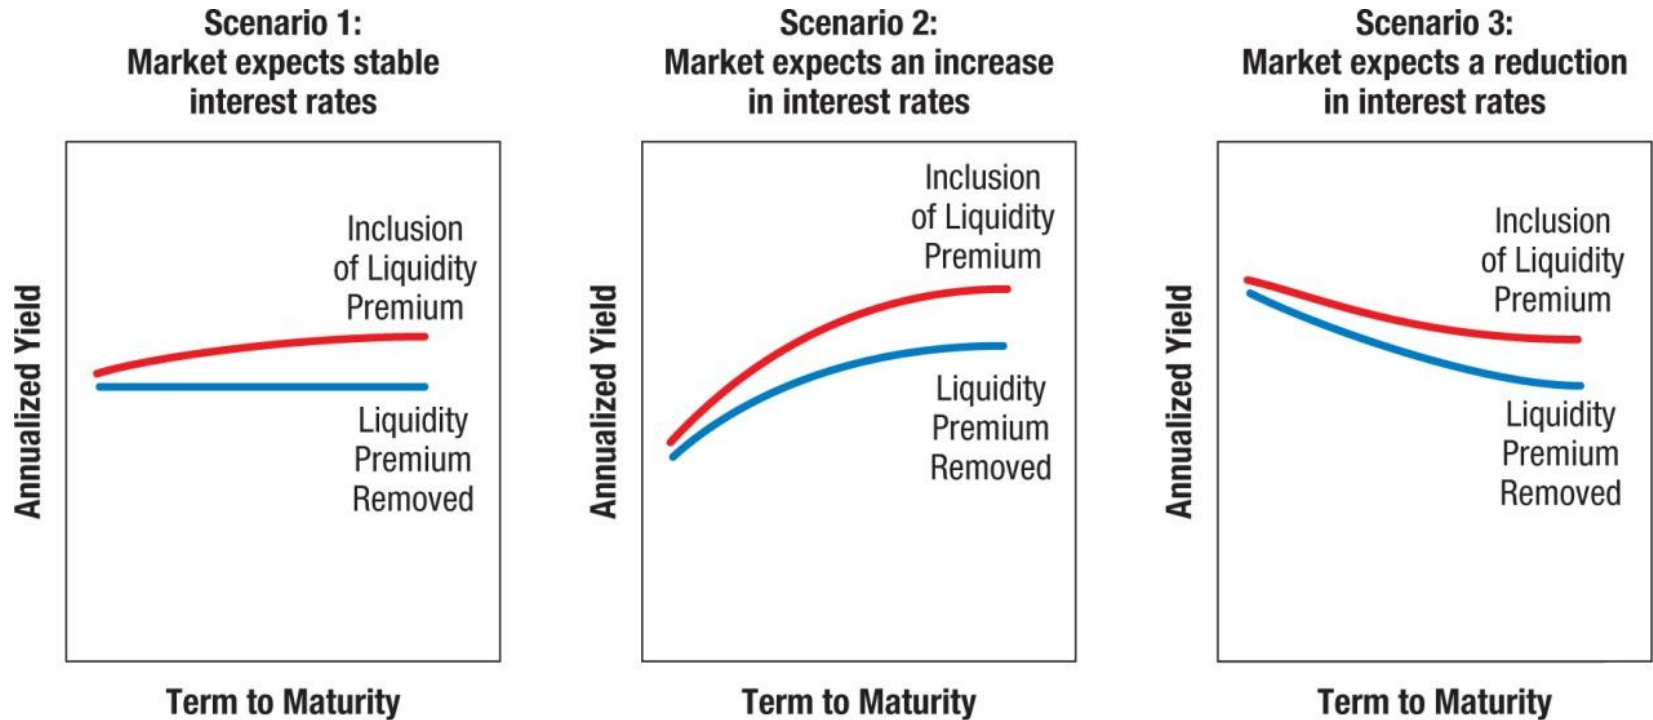 Scenario 1:
Market expects stable
interest rates
Annualized Yield
Inclusion
of Liquidity
Premium
Liquidity
Premium
Removed
Term to Maturity
Scenario 2:
Market expects an increase
in interest rates
Annualized Yield
Inclusion
of Liquidity
Premium
Liquidity
Premium
Removed
Term to Maturity
Scenario 3:
Market expects a reduction
in interest rates
Annualized Yield
Inclusion
of Liquidity
Premium
Liquidity
Premium
Removed
Term to Maturity